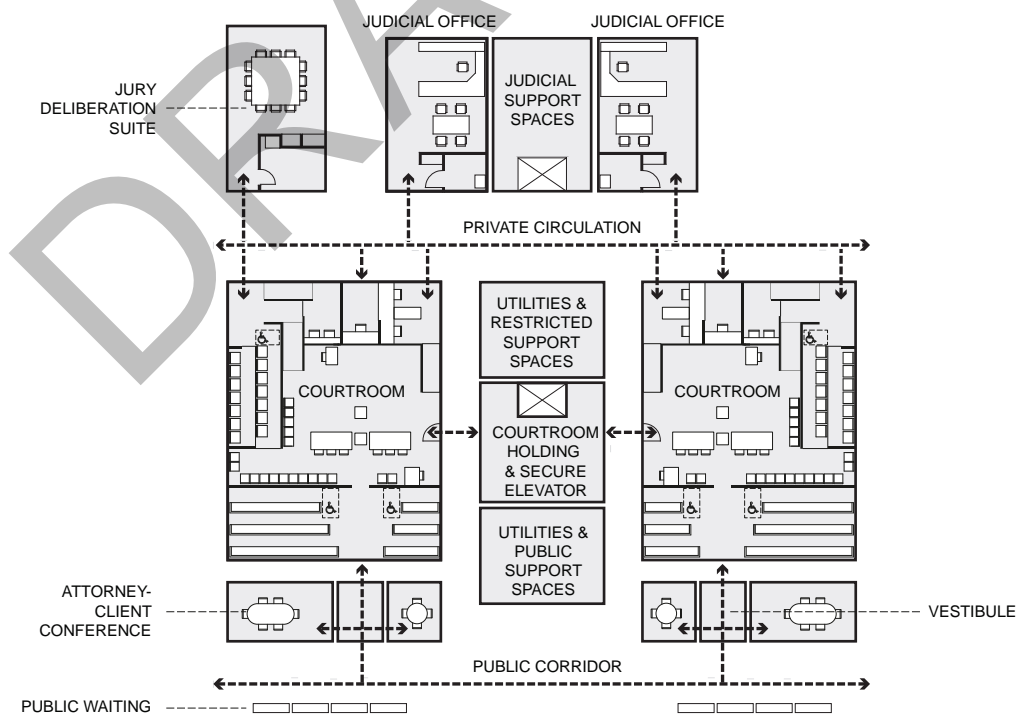 JUDICIAL OFFICE
JUDICIAL OFFICE
JURY
DELIBERATION
SUITE
JUDICIAL
SUPPORT
SPACES
PRIVATE CIRCULATION
UTILITIES &
RESTRICTED
SUPPORT
SPACES
COURTROOM
COURTROOM
COURTROOM
HOLDING
& SECURE
ELEVATOR
UTILITIES &
PUBLIC
SUPPORT
SPACES
ATTORNEY-
CLIENT
CONFERENCE
VESTIBULE
PUBLIC CORRIDOR
PUBLIC WAITING
DRA